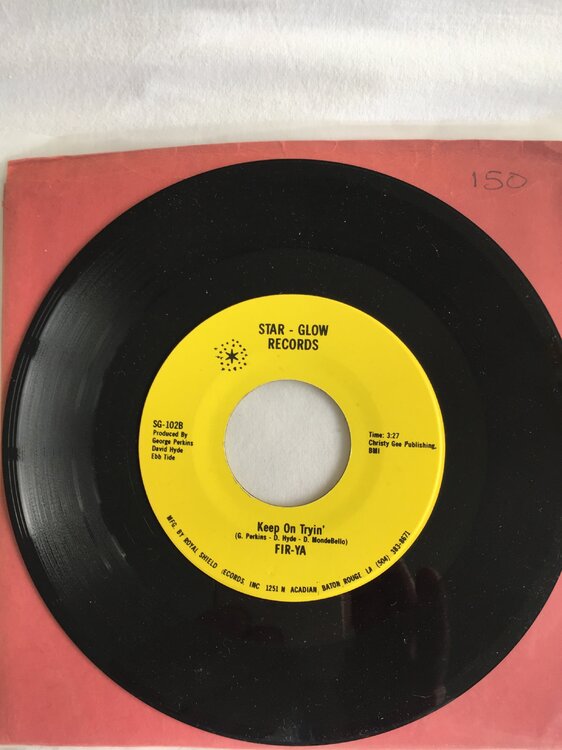 150
STAR - GLOW
RECORDS
SG-102B
Produced By
George Perkins
David Hyde
Ebb Tide
Time: 3:27
Christy Gee Publishing,
BMI
Keep On Tryin'
(G. Perkins - D. Hyde - D. MondeBello)
FIR-YA
MFG. BY ROYAL SHIELD RECORDS, INC. 1251 N ACADIAN, BATON ROUGE, LA (504) 383-8671